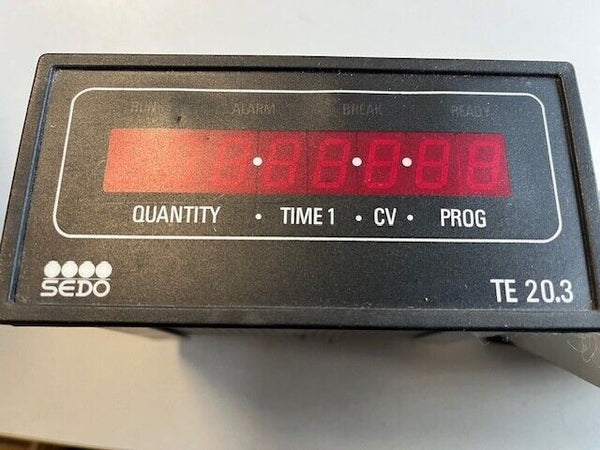 RUN ALARM BREAK READY
QUANTITY • TIME 1 • CV • PROG
SEDO TE 20.3